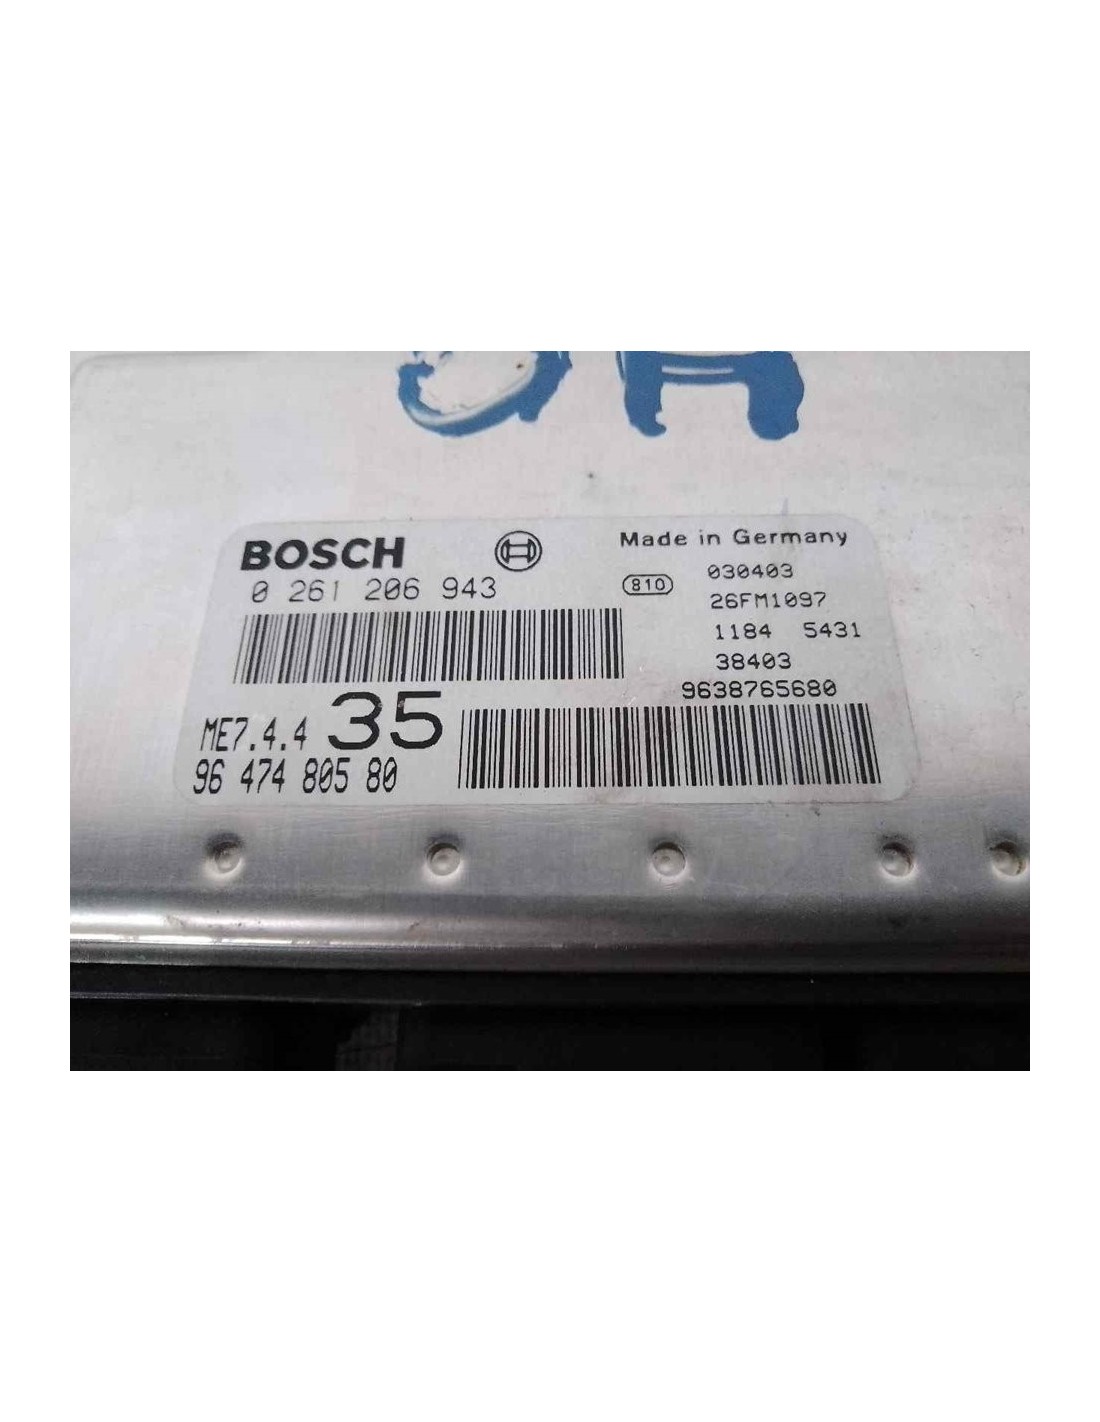 BOSCH
0 261 206 943
ME7.4.4 35
96 474 805 80
Made in Germany
810 030403
26FM1097
1184 5431
38403
9638765680